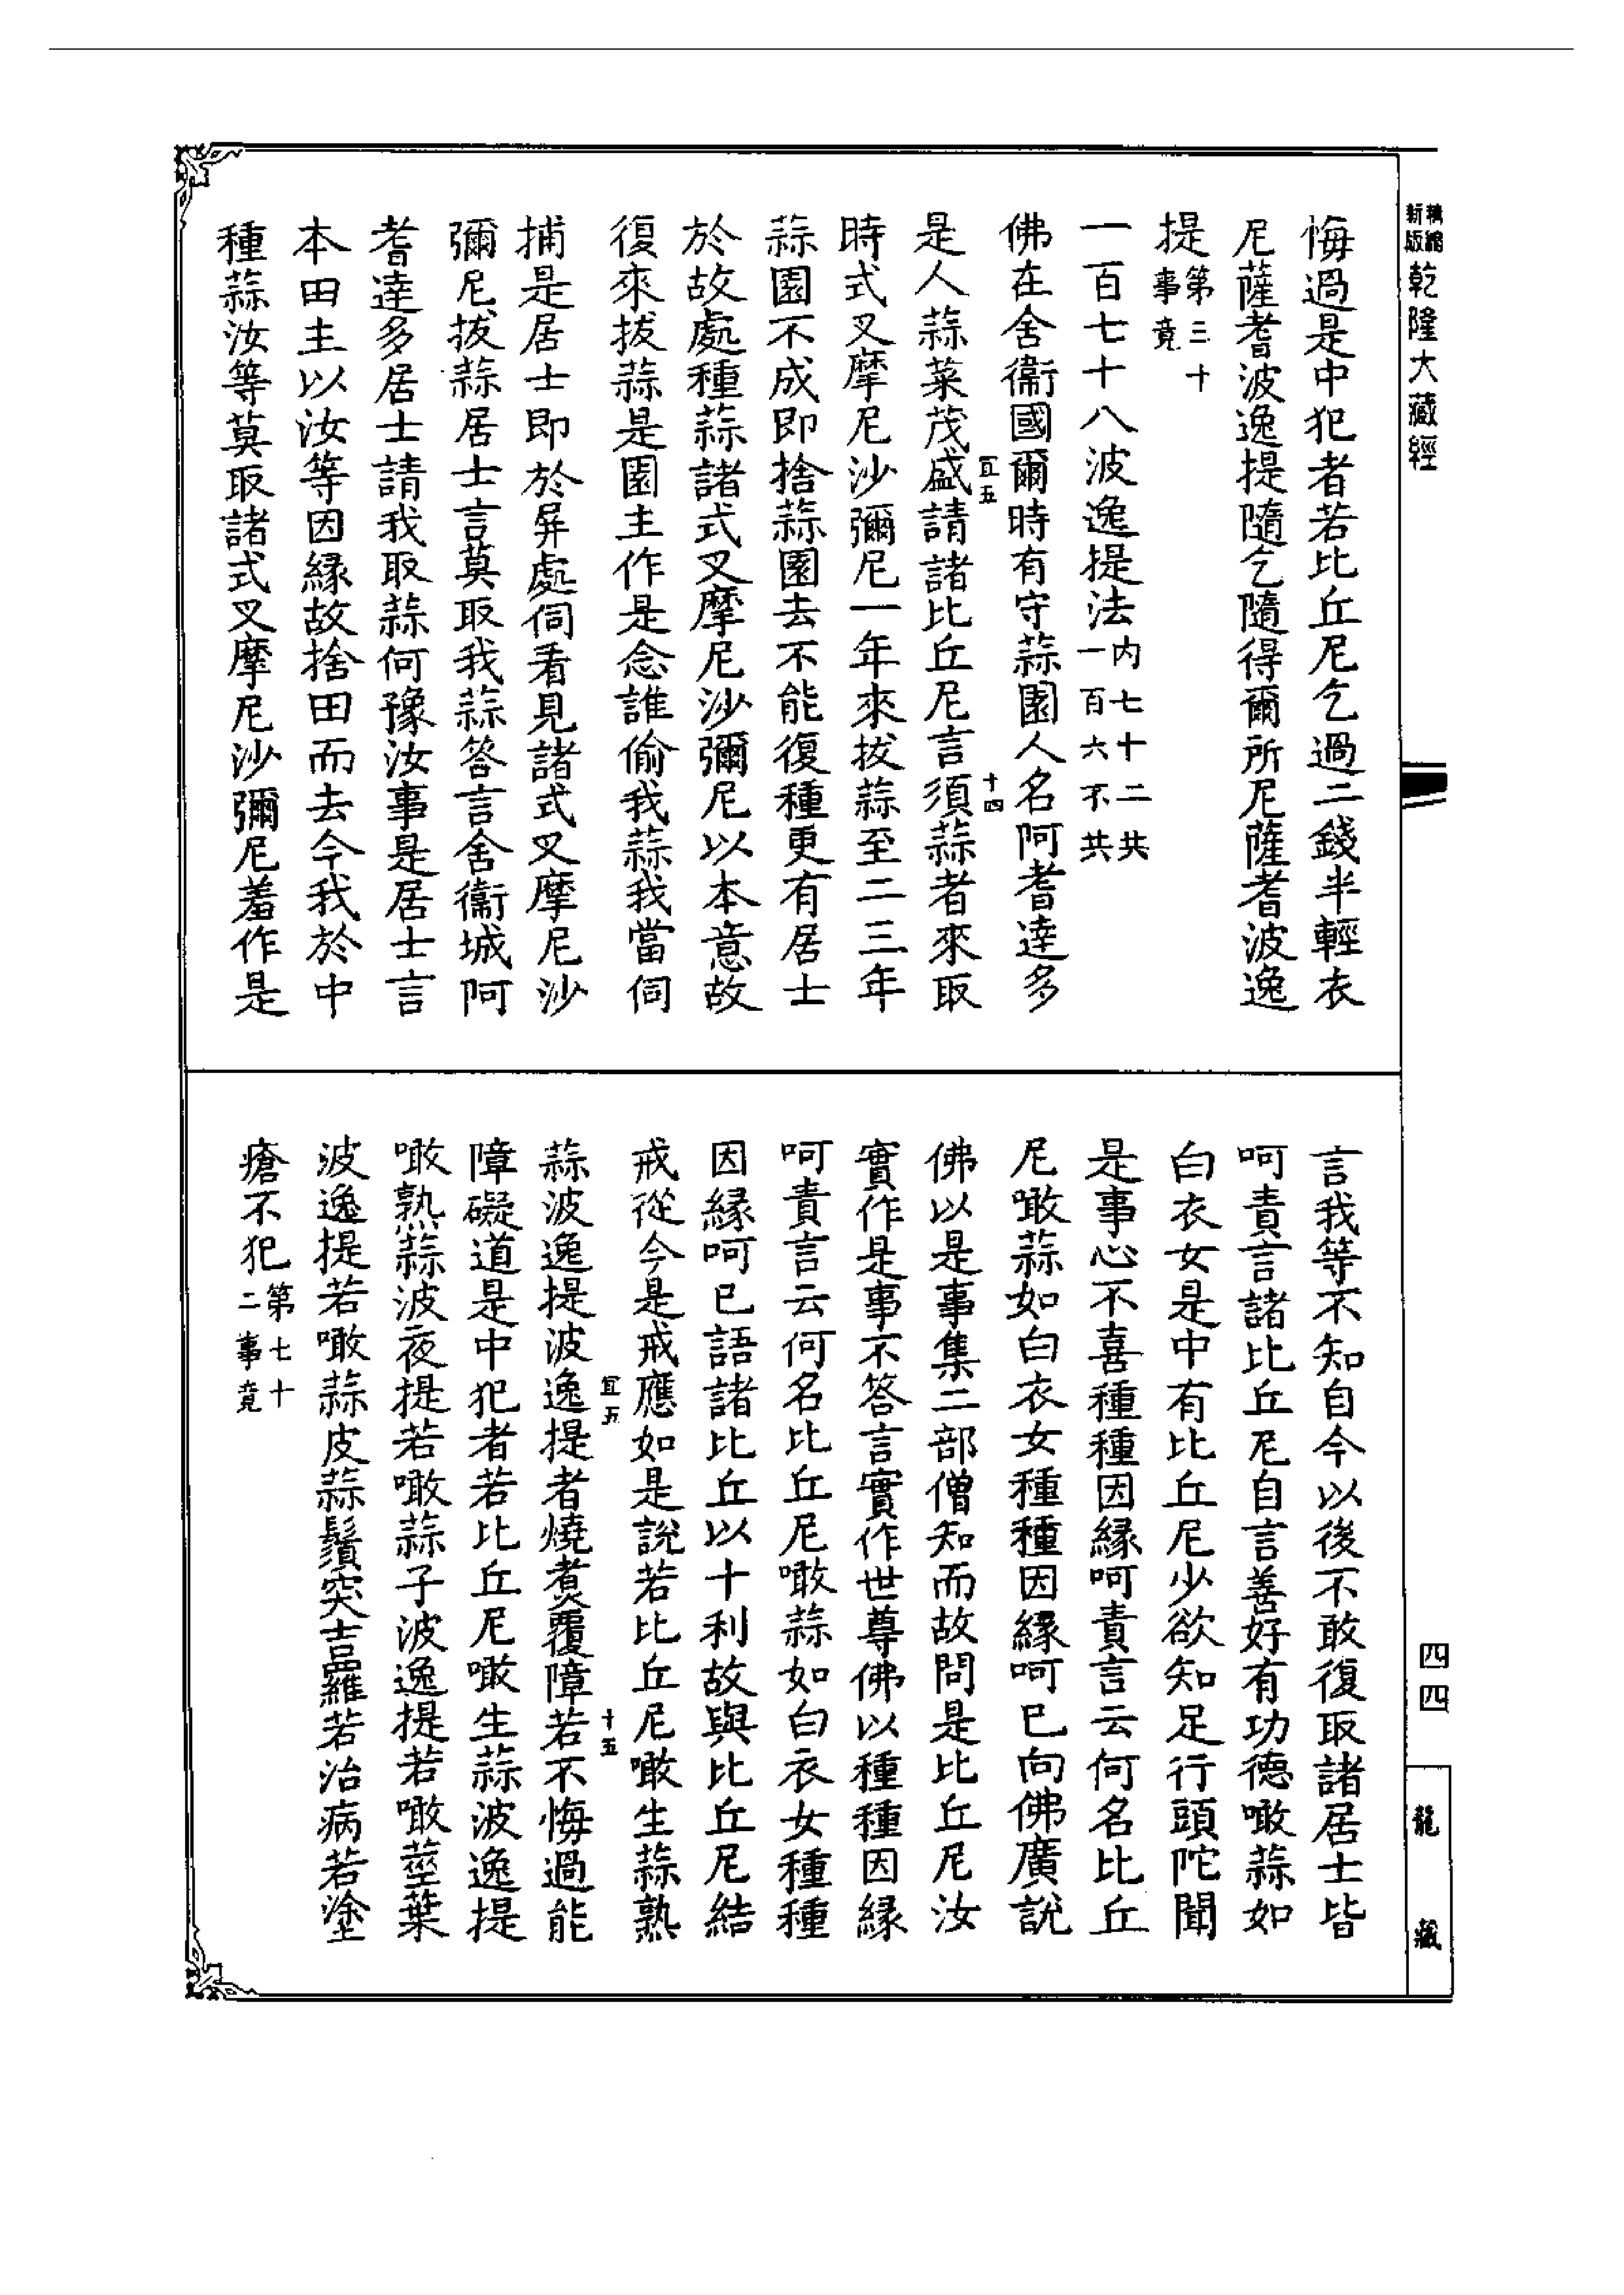 新編縮版乾隆大藏經
悔過是中犯者若比丘尼乞過二錢半輕衣
尼薩耆波逸提隨乞隨得爾所尼薩耆波逸
提第三十事竟
一百七十八波逸提法内七十二共一百六不共
佛在舍衞國爾時有守蒜園人名阿耆達多
宜五 十四
是人蒜菜茂盛請諸比丘尼言須蒜者來取
時式叉摩尼沙彌尼一年來拔蒜至二三年
蒜園不成即捨蒜園去不能復種更有居士
於故處種蒜諸式叉摩尼沙彌尼以本意故
復來拔蒜是園主作是念誰偷我蒜我當伺
捕是居士即於屏處伺看見諸式叉摩尼沙
彌尼拔蒜居士言莫取我蒜答言舍衞城阿
耆達多居士請我取蒜何豫汝事是居士言
本田主以汝等因緣故捨田而去今我於中
種蒜汝等莫取諸式叉摩尼沙彌尼羞作是
言我等不知自今以後不敢復取諸居士皆
呵責言諸比丘尼自言善好有功德噉蒜如
白衣女是中有比丘尼少欲知足行頭陀聞
是事心不喜種種因緣呵責言云何名比丘
尼噉蒜如白衣女種種因緣呵已向佛廣說
佛以是事集二部僧知而故問是比丘尼汝
實作是事不答言實作世尊佛以種種因緣
呵責言云何名比丘尼噉蒜如白衣女種種
因緣呵已語諸比丘以十利故與比丘尼結
戒從今是戒應如是說若比丘尼噉生蒜熟
宜五 十五
蒜波逸提波逸提者燒煮覆障若不悔過能
障礙道是中犯者若比丘尼噉生蒜波逸提
噉熟蒜波夜提若噉蒜子波逸提若噉莖葉
波逸提若噉蒜皮蒜鬚突吉羅若治病若塗
瘡不犯第七十二事竟
四四
龍藏